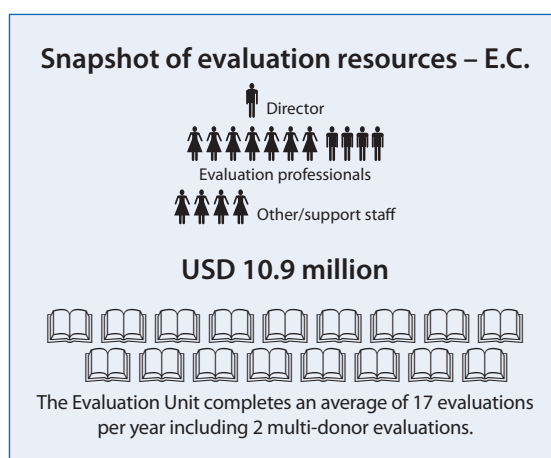 Snapshot of evaluation resources – E.C.
Director
Evaluation professionals
Other/support staff
USD 10.9 million
The Evaluation Unit completes an average of 17 evaluations
per year including 2 multi-donor evaluations.